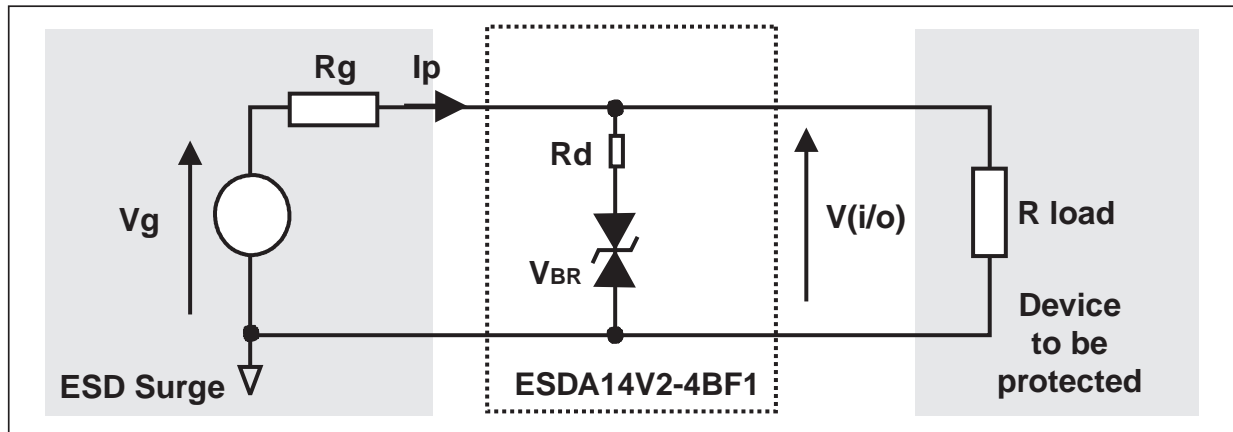 Rg
Ip
Rd
Vg
VBR
V(i/o)
R load
ESD Surge
ESDA14V2-4BF1
Device
to be
protected